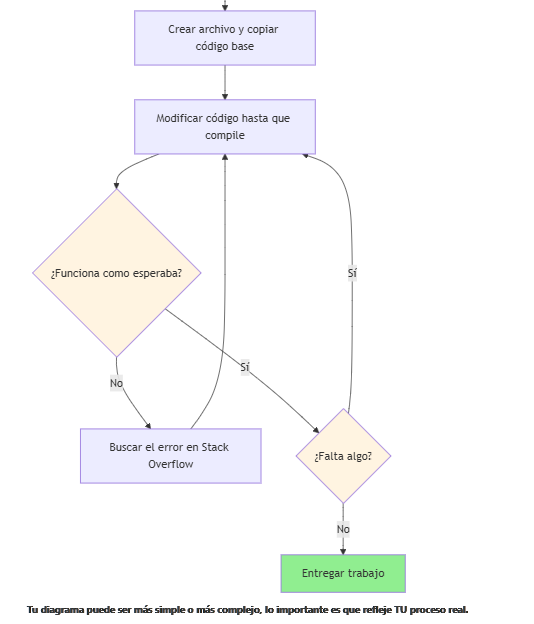 Crear archivo y copiar
código base
Modificar código hasta que
compile
¿Funciona como esperaba?
Sí
Sí
No
Buscar el error en Stack
Overflow
¿Falta algo?
No
Entregar trabajo
Tu diagrama puede ser más simple o más complejo, lo importante es que refleje TU proceso real.